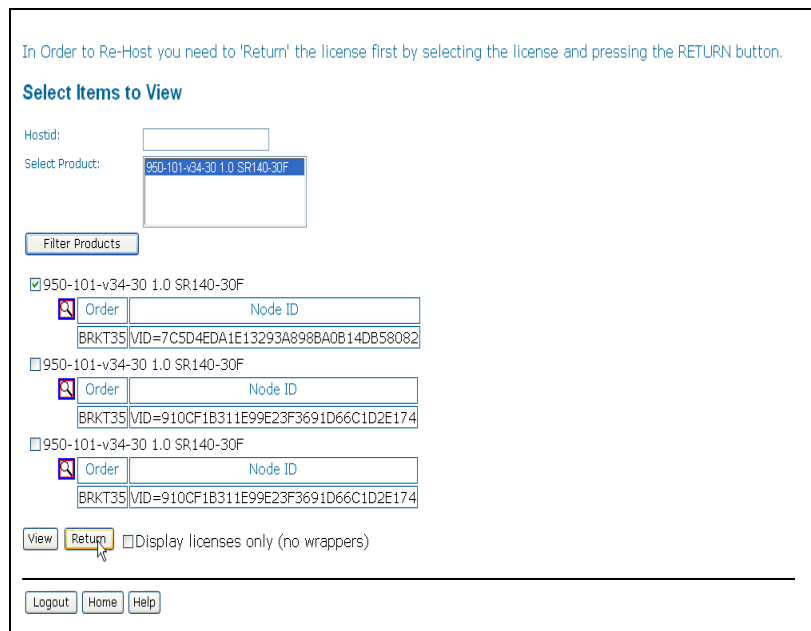 In Order to Re-Host you need to 'Return' the license first by selecting the license and pressing the RETURN button.
Select Items to View
Hostid:
Select Product:
950-101-v34-30 1.0 SR140-30F
Filter Products
950-101-v34-30 1.0 SR140-30F
Order Node ID
BRKT35 VID=7C5D4EDA1E13293A898BA0B14DB58082
950-101-v34-30 1.0 SR140-30F
Order Node ID
BRKT35 VID=910CF1B311E99E23F3691D66C1D2E174
950-101-v34-30 1.0 SR140-30F
Order Node ID
BRKT35 VID=910CF1B311E99E23F3691D66C1D2E174
View Return Display licenses only (no wrappers)
Logout Home Help